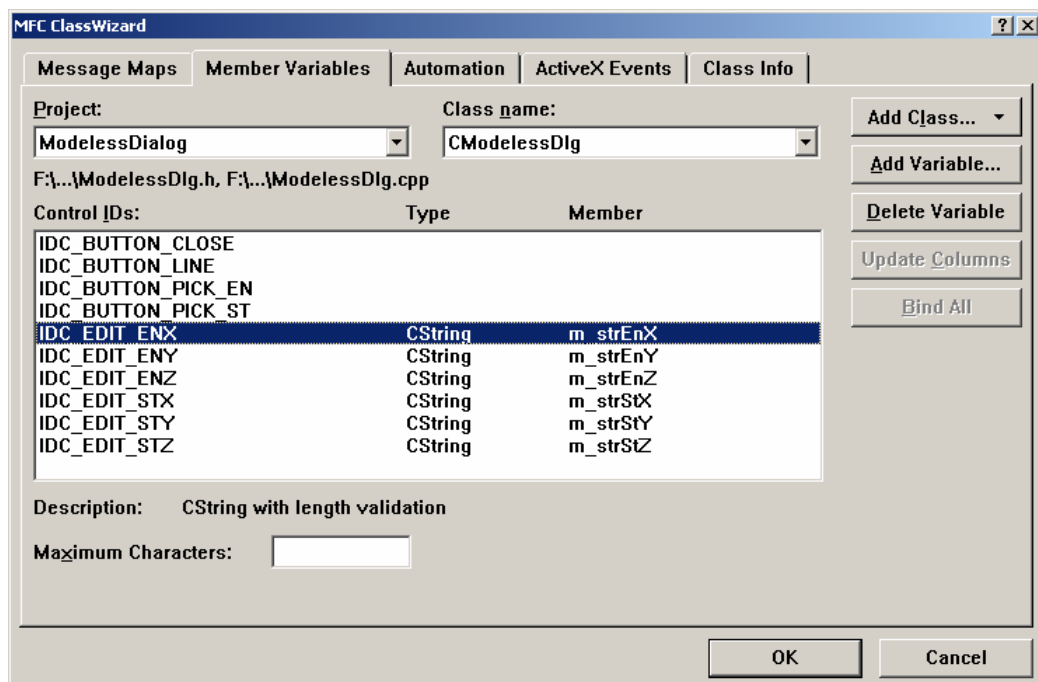 MFC ClassWizard
Message Maps Member Variables Automation ActiveX Events Class Info
Project: Class name:
ModelessDialog CModelessDlg
Add Class...
Add Variable...
F:\...\ModelessDlg.h, F:\...\ModelessDlg.cpp
Control IDs: Type Member
Delete Variable
IDC_BUTTON_CLOSE
IDC_BUTTON_LINE
Update Columns
IDC_BUTTON_PICK_EN
IDC_BUTTON_PICK_ST
Bind All
IDC_EDIT_ENX CString m_strEnX
IDC_EDIT_ENY CString m_strEnY
IDC_EDIT_ENZ CString m_strEnZ
IDC_EDIT_STX CString m_strStX
IDC_EDIT_STY CString m_strStY
IDC_EDIT_STZ CString m_strStZ
Description: CString with length validation
Maximum Characters:
OK Cancel